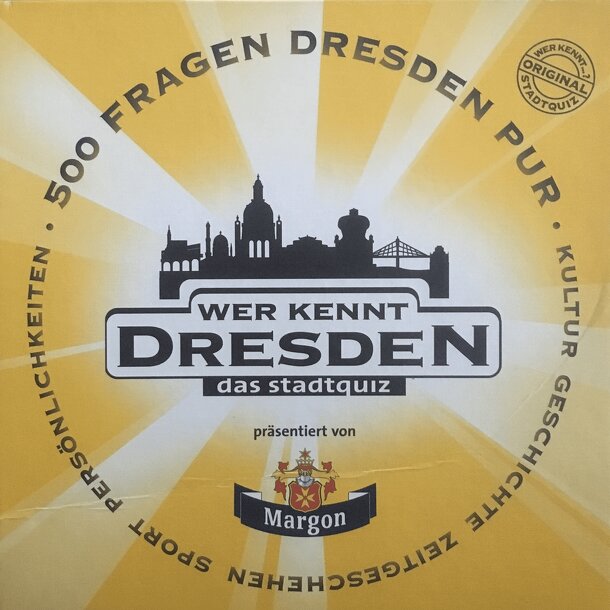 500 FRAGEN DRESDEN PUR
• KULTUR GESCHICHTE ZEITGESCHEHEN SPORT PERSÖNLICHKEITEN •
WER KENNT...?
ORIGINAL
STADTQUIZ
WER KENNT
DRESDEN
das stadtquiz
präsentiert von
Margon